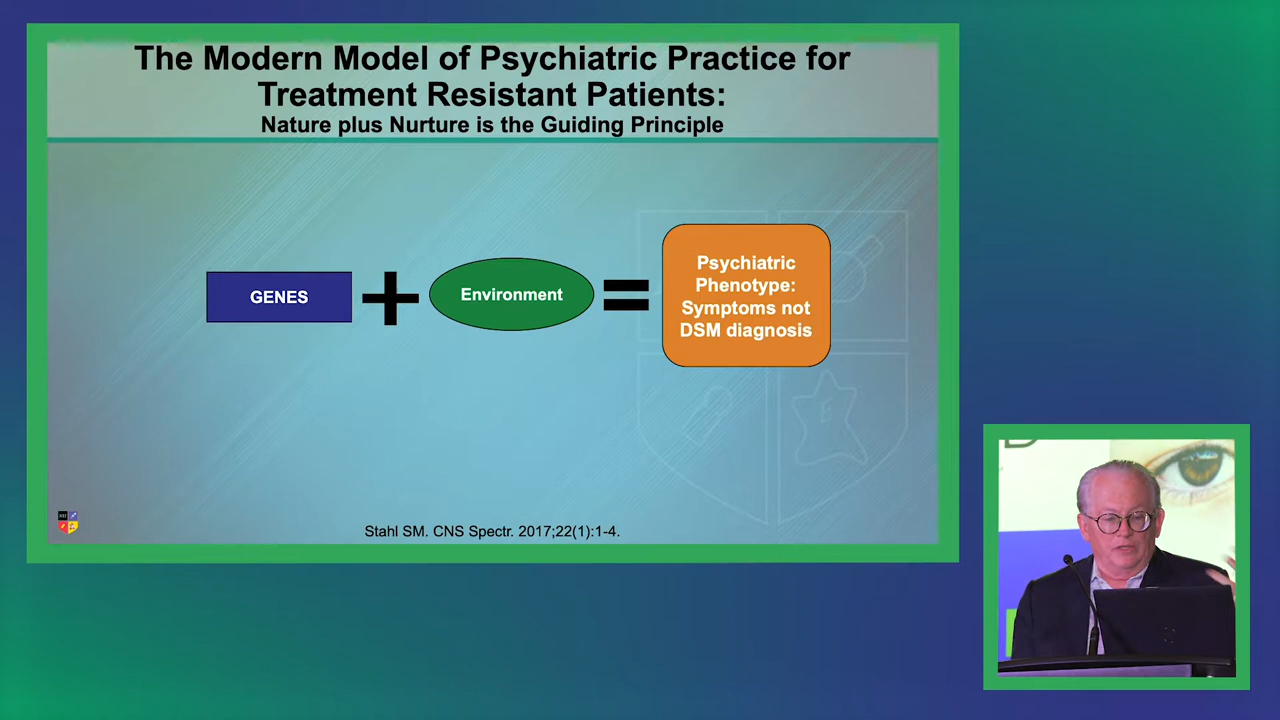 The Modern Model of Psychiatric Practice for
Treatment Resistant Patients:
Nature plus Nurture is the Guiding Principle
GENES
+
Environment
=
Psychiatric
Phenotype:
Symptoms not
DSM diagnosis
Stahl SM. CNS Spectr. 2017;22(1):1-4.